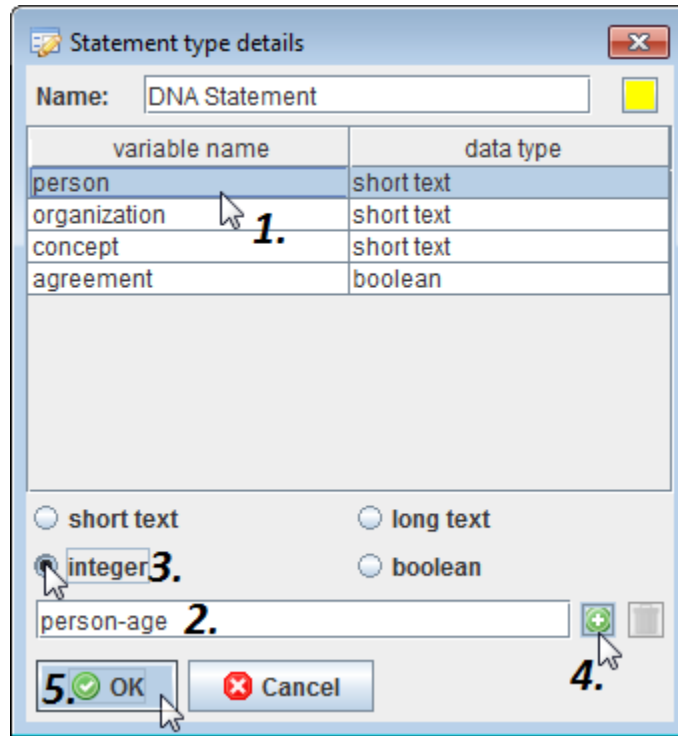 Statement type details
Name: DNA Statement
variable name data type
person short text
organization short text
1.
concept short text
agreement boolean
short text long text
integer 3. boolean
person-age 2.
4.
5. OK Cancel